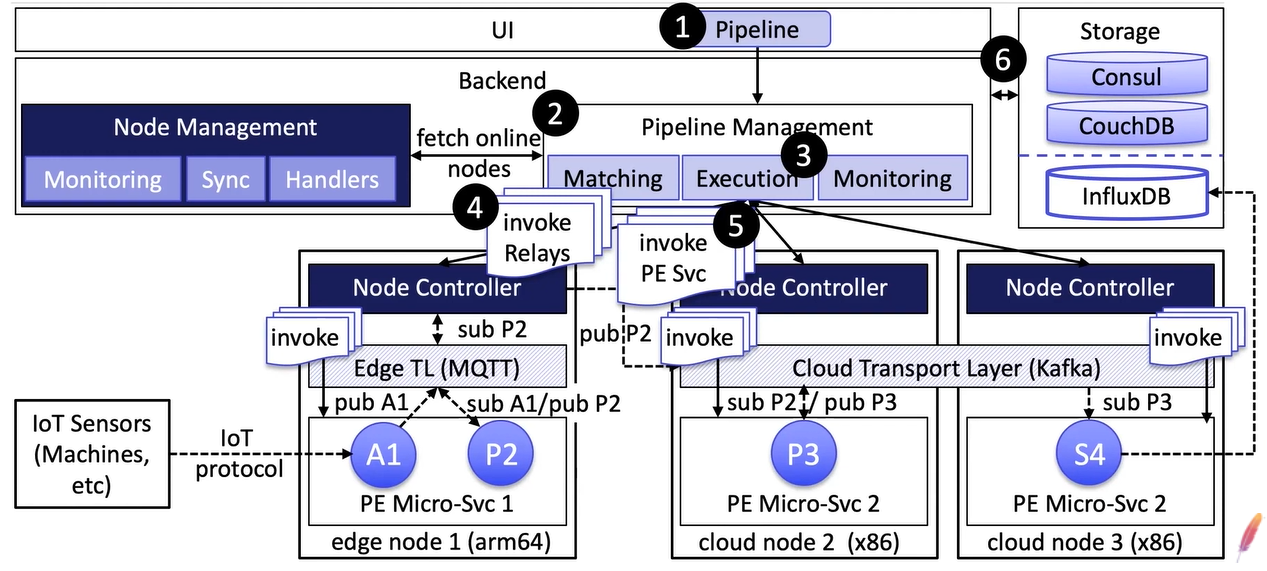 UI
1
Pipeline
Storage
Consul
CouchDB
InfluxDB
6
Backend
Node Management
Monitoring
Sync
Handlers
fetch online
nodes
2
Pipeline Management
3
Matching
Execution
Monitoring
4
invoke
Relays
5
invoke
PE Svc
Node Controller
Node Controller
Node Controller
invoke
sub P2
pub P2
invoke
invoke
Edge TL (MQTT)
Cloud Transport Layer (Kafka)
pub A1
sub A1/pub P2
sub P2 / pub P3
sub P3
IoT Sensors
(Machines,
etc)
IoT
protocol
A1
P2
P3
S4
PE Micro-Svc 1
PE Micro-Svc 2
PE Micro-Svc 2
edge node 1 (arm64)
cloud node 2 (x86)
cloud node 3 (x86)